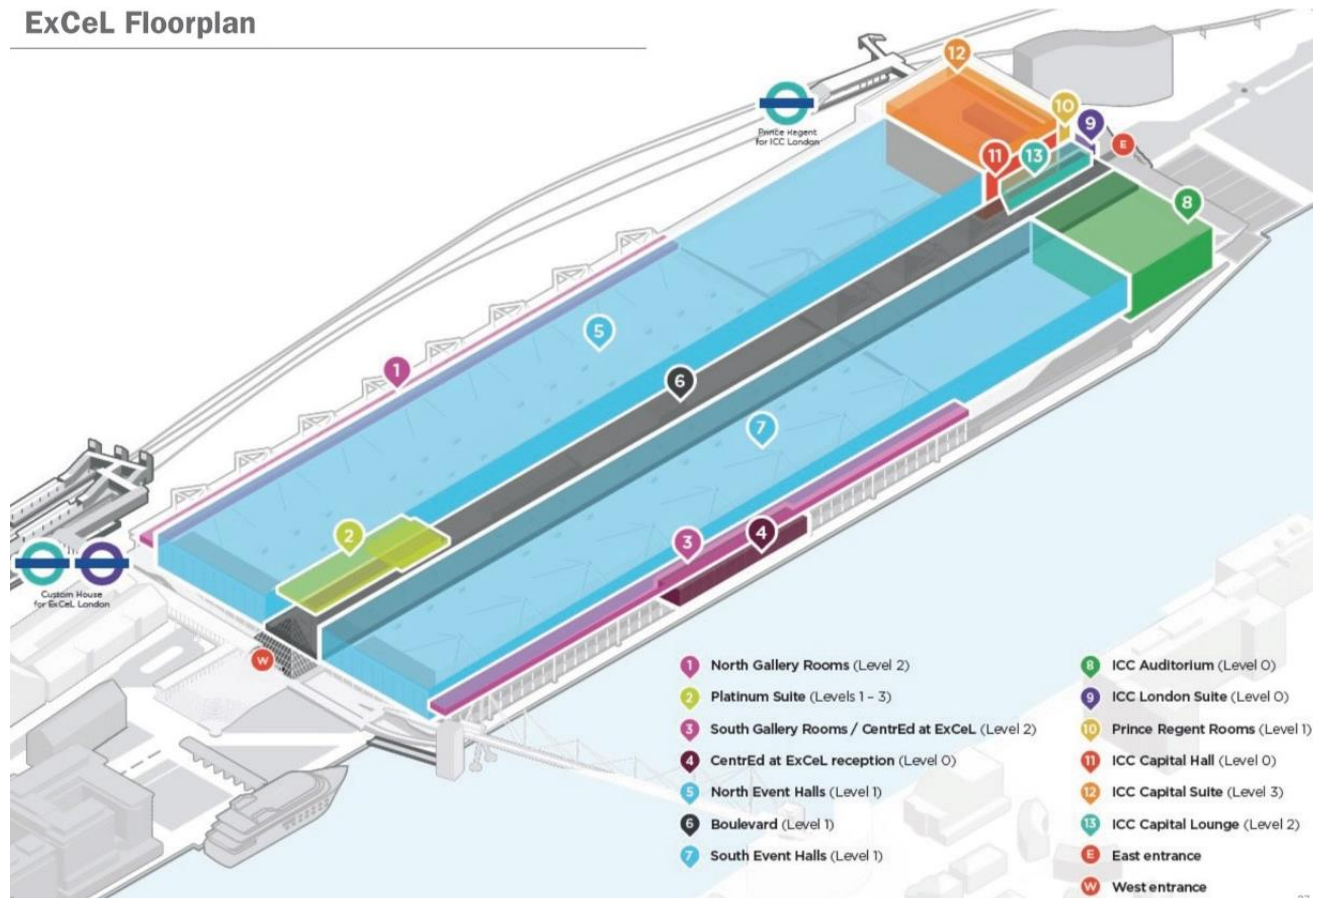 ExCeL Floorplan
12
10
Prince Regent
for ICC London
9
E
11
13
8
5
1
6
7
2
3
4
Custom House
for ExCeL London
W
1 North Gallery Rooms (Level 2)
2 Platinum Suite (Levels 1 – 3)
3 South Gallery Rooms / CentrEd at ExCeL (Level 2)
4 CentrEd at ExCeL reception (Level 0)
5 North Event Halls (Level 1)
6 Boulevard (Level 1)
7 South Event Halls (Level 1)
8 ICC Auditorium (Level 0)
9 ICC London Suite (Level 0)
10 Prince Regent Rooms (Level 1)
11 ICC Capital Hall (Level 0)
12 ICC Capital Suite (Level 3)
13 ICC Capital Lounge (Level 2)
E East entrance
W West entrance